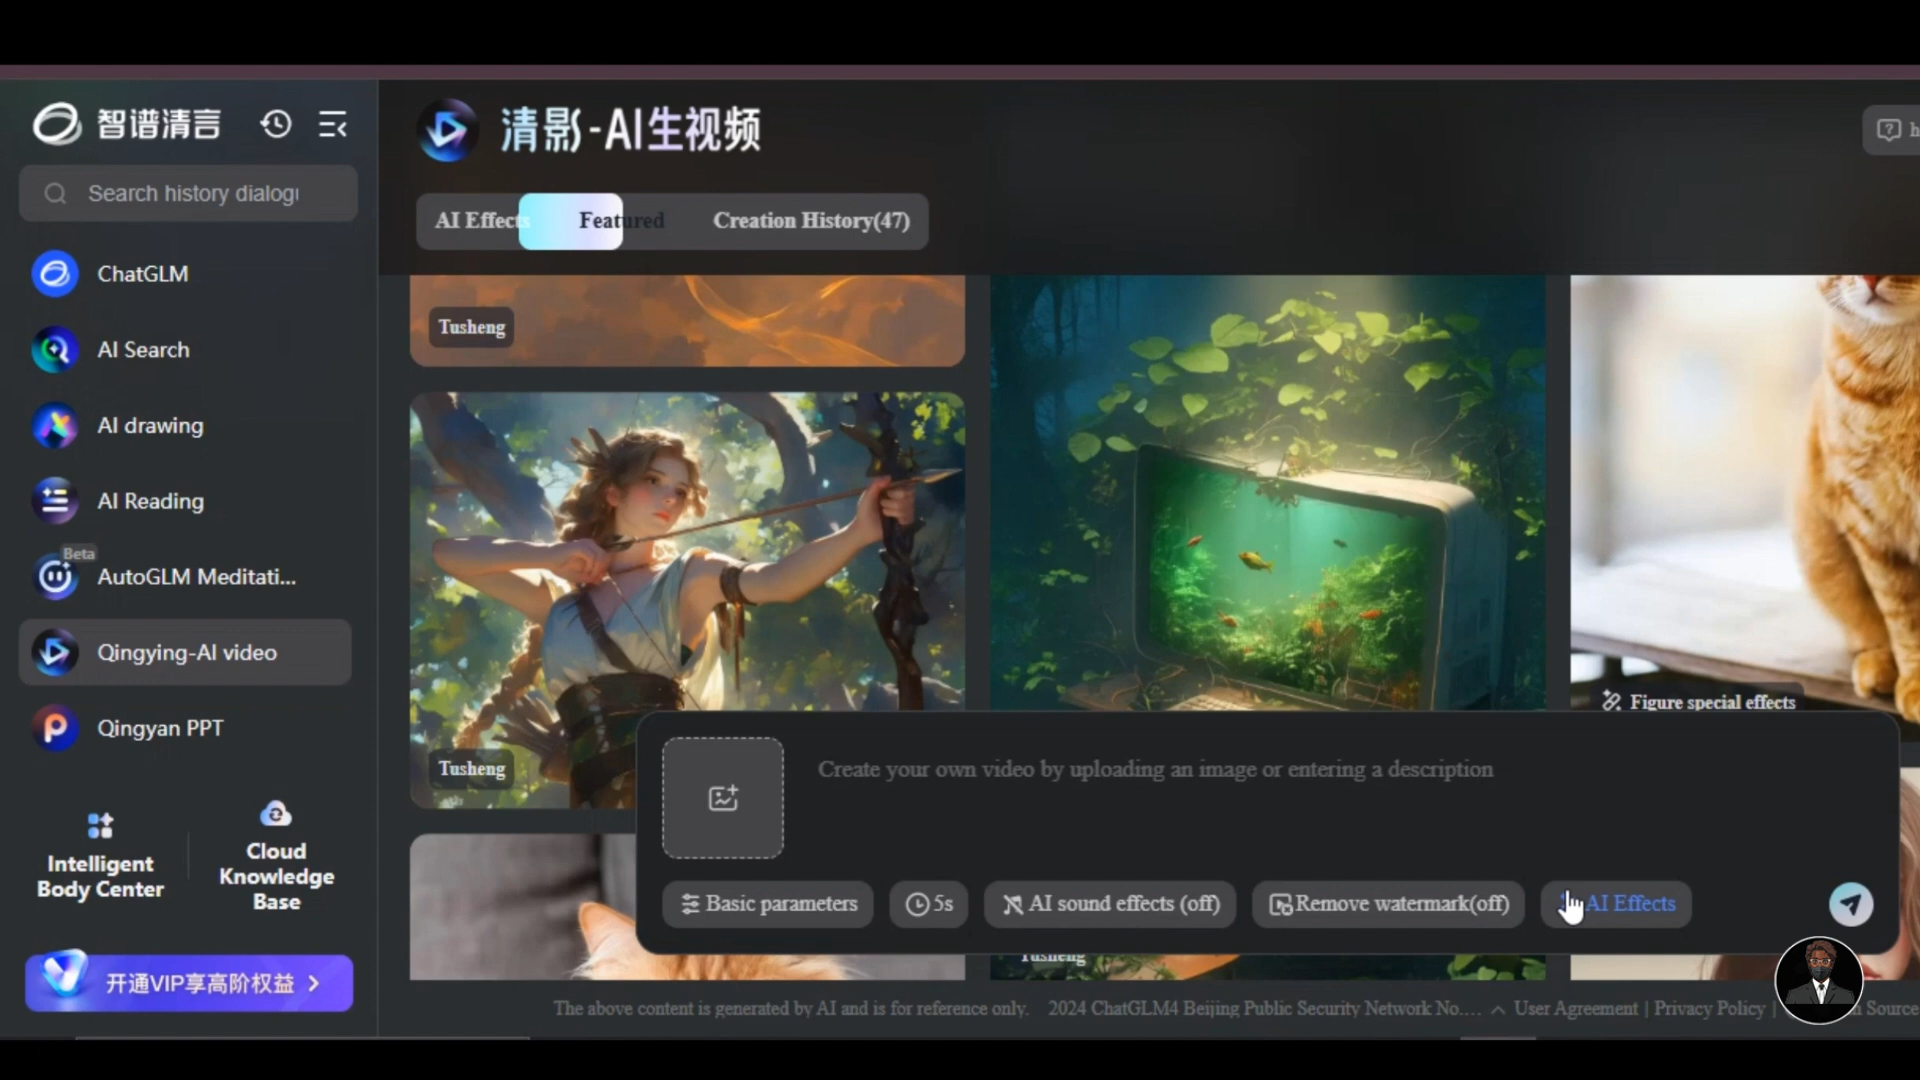 智谱清言
Search history dialogu
ChatGLM
AI Search
AI drawing
AI Reading
Beta
AutoGLM Meditati...
Qingying-AI video
Qingyan PPT
Intelligent
Body Center
Cloud
Knowledge
Base
开通VIP享高阶权益
清影-AI生视频
h
AI Effects
Featured
Creation History(47)
Tusheng
Tusheng
Figure special effects
Create your own video by uploading an image or entering a description
Basic parameters
5s
AI sound effects (off)
Remove watermark(off)
AI Effects
Tusheng
The above content is generated by AI and is for reference only. 2024 ChatGLM4 Beijing Public Security Network No.... User Agreement | Privacy Policy | Source